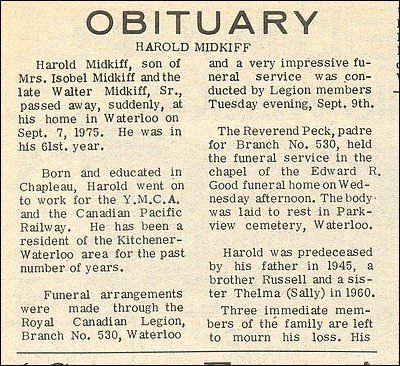 OBITUARY
HAROLD MIDKIFF
Harold Midkiff, son of
Mrs. Isobel Midkiff and the
late Walter Midkiff, Sr.,
passed away, suddenly, at
his home in Waterloo on
Sept. 7, 1975. He was in
his 61st. year.
Born and educated in
Chapleau, Harold went on
to work for the Y.M.C.A.
and the Canadian Pacific
Railway. He has been a
resident of the Kitchener-
Waterloo area for the past
number of years.
Funeral arrangements
were made through the
Royal Canadian Legion,
Branch No. 530, Waterloo
and a very impressive fu-
neral service was con-
ducted by Legion members
Tuesday evening, Sept. 9th.
The Reverend Peck, padre
for Branch No. 530, held
the funeral service in the
chapel of the Edward R.
Good funeral home on Wed-
nesday afternoon. The body
was laid to rest in Park-
view cemetery, Waterloo.
Harold was predeceased
by his father in 1945, a
brother Russell and a sis-
ter Thelma (Sally) in 1960.
Three immediate mem-
bers of the family are left
to mourn his loss. His